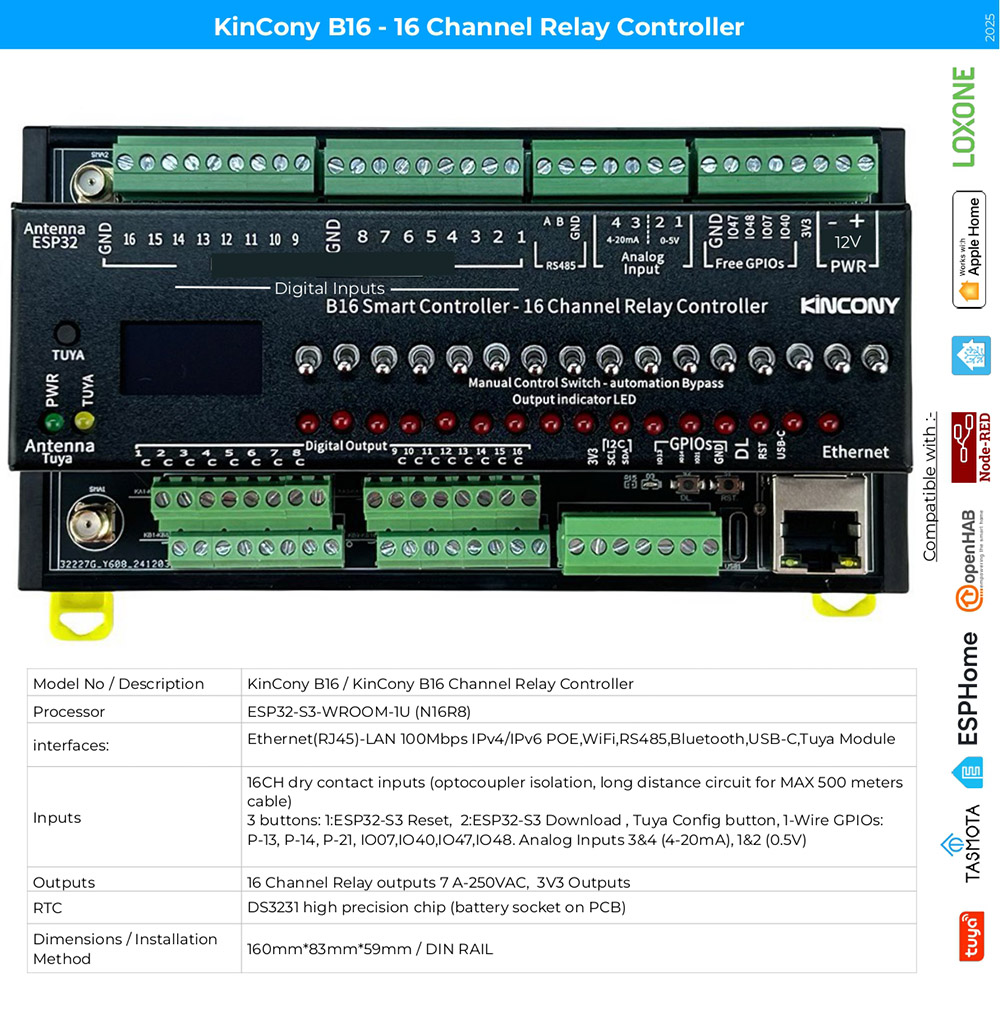 KinCony B16 - 16 Channel Relay Controller
2025
LOXONE
Works with
Apple Home
Compatible with :-
Node-RED
openHAB
empowering the smart home
ESPHome
TASMOTA
tuya
SMA2
Antenna
ESP32
GND 16 15 14 13 12 11 10 9 GND 8 7 6 5 4 3 2 1
A B GND
RS485
4 3 2 1
4-20mA 0-5V
Analog
Input
GND IO47 IO48 IO07 IO40 3V3
Free GPIOs
- +
12V
PWR
Digital Inputs
B16 Smart Controller - 16 Channel Relay Controller
KINCONY
TUYA
Manual Control Switch - automation Bypass
Output indicator LED
PWR
TUYA
Antenna
Tuya
Digital Output
1 2 3 4 5 6 7 8
C C C C C C C C
9 10 11 12 13 14 15 16
C C C C C C C C
3V3 SCL SDA
I2C
GPIOs
GND
DL
RST
USB-C
Ethernet
SMA1
DL
RST
32227G_Y608_241203
Model No / Description
KinCony B16 / KinCony B16 Channel Relay Controller
Processor
ESP32-S3-WROOM-1U (N16R8)
interfaces:
Ethernet(RJ45)-LAN 100Mbps IPv4/IPv6 POE,WiFi,RS485,Bluetooth,USB-C,Tuya Module
Inputs
16CH dry contact inputs (optocoupler isolation, long distance circuit for MAX 500 meters
cable)
3 buttons: 1:ESP32-S3 Reset, 2:ESP32-S3 Download , Tuya Config button, 1-Wire GPIOs:
P-13, P-14, P-21, IO07,IO40,IO47,IO48. Analog Inputs 3&4 (4-20mA), 1&2 (0.5V)
Outputs
16 Channel Relay outputs 7 A-250VAC, 3V3 Outputs
RTC
DS3231 high precision chip (battery socket on PCB)
Dimensions / Installation
Method
160mm*83mm*59mm / DIN RAIL